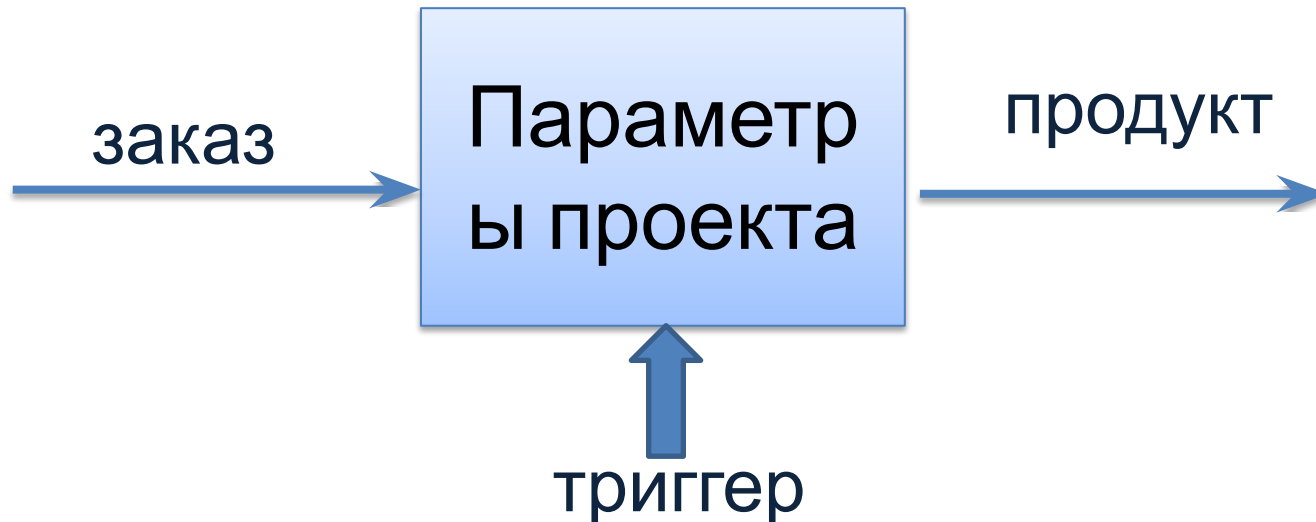 заказ
Параметр
ы проекта
продукт
триггер